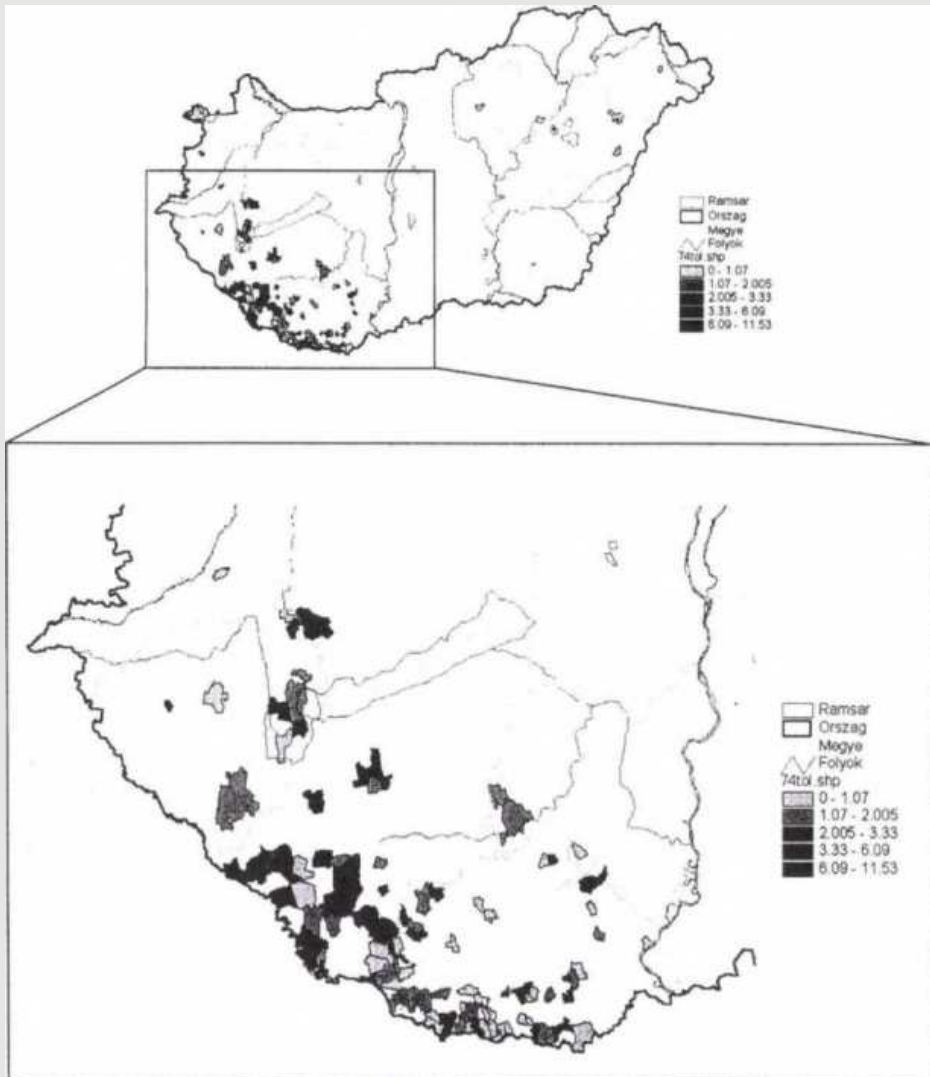 Ramsar
Orszag
Megye
Folyok
74tol.shp
0 - 1.07
1.07 - 2.005
2.005 - 3.33
3.33 - 6.09
6.09 - 11.53
Ramsar
Orszag
Megye
Folyok
74tol.shp
0 - 1.07
1.07 - 2.005
2.005 - 3.33
3.33 - 6.09
6.09 - 11.53